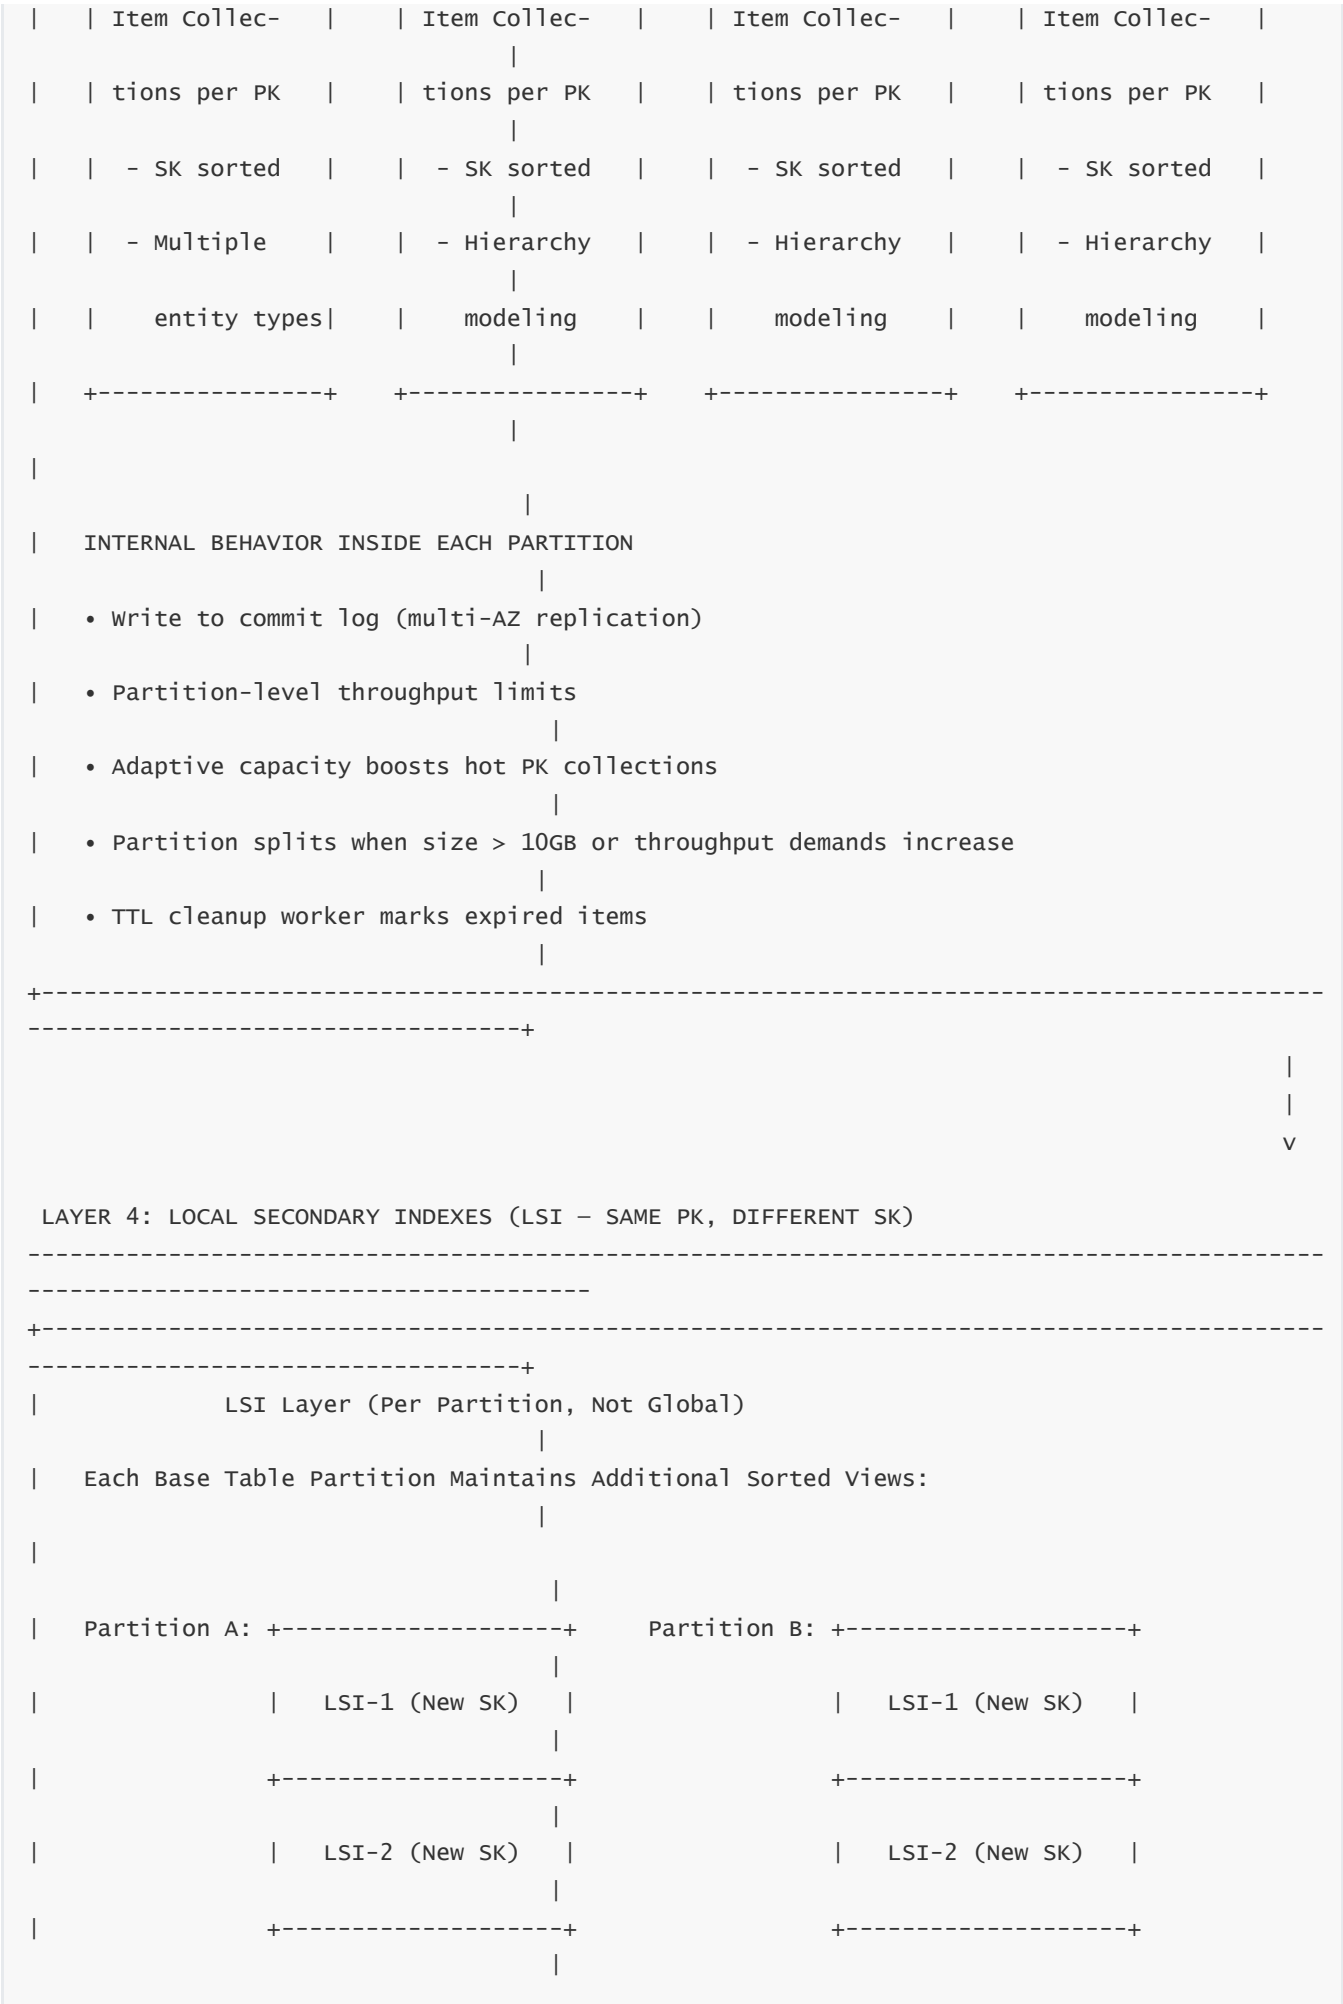 |   | Item Collec-   |    | Item Collec-   |    | Item Collec-   |    | Item Collec-   |
                                  |
|   | tions per PK   |    | tions per PK   |    | tions per PK   |    | tions per PK   |
                                  |
|   |  - SK sorted   |    |  - SK sorted   |    |  - SK sorted   |    |  - SK sorted   |
                                  |
|   |  - Multiple    |    |  - Hierarchy   |    |  - Hierarchy   |    |  - Hierarchy   |
                                  |
|   |    entity types|    |    modeling    |    |    modeling    |    |    modeling    |
                                  |
|   +----------------+    +----------------+    +----------------+    +----------------+
                                  |
|
                                   |
|   INTERNAL BEHAVIOR INSIDE EACH PARTITION
                                    |
|   • Write to commit log (multi-AZ replication)
                                   |
|   • Partition-level throughput limits
                                     |
|   • Adaptive capacity boosts hot PK collections
                                     |
|   • Partition splits when size > 10GB or throughput demands increase
                                    |
|   • TTL cleanup worker marks expired items
                                    |
+-------------------------------------------------------------------------------------------
-----------------------------------+
                                                                                         |
                                                                                         |
                                                                                         v
 LAYER 4: LOCAL SECONDARY INDEXES (LSI – SAME PK, DIFFERENT SK)
--------------------------------------------------------------------------------------------
----------------------------------------
+-------------------------------------------------------------------------------------------
-----------------------------------+
|             LSI Layer (Per Partition, Not Global)
                                    |
|   Each Base Table Partition Maintains Additional Sorted Views:
                                    |
|
                                     |
|   Partition A: +--------------------+     Partition B: +--------------------+
                                     |
|                |   LSI-1 (New SK)   |                  |   LSI-1 (New SK)   |
                                     |
|                +--------------------+                  +--------------------+
                                     |
|                |   LSI-2 (New SK)   |                  |   LSI-2 (New SK)   |
                                     |
|                +--------------------+                  +--------------------+
                                     |